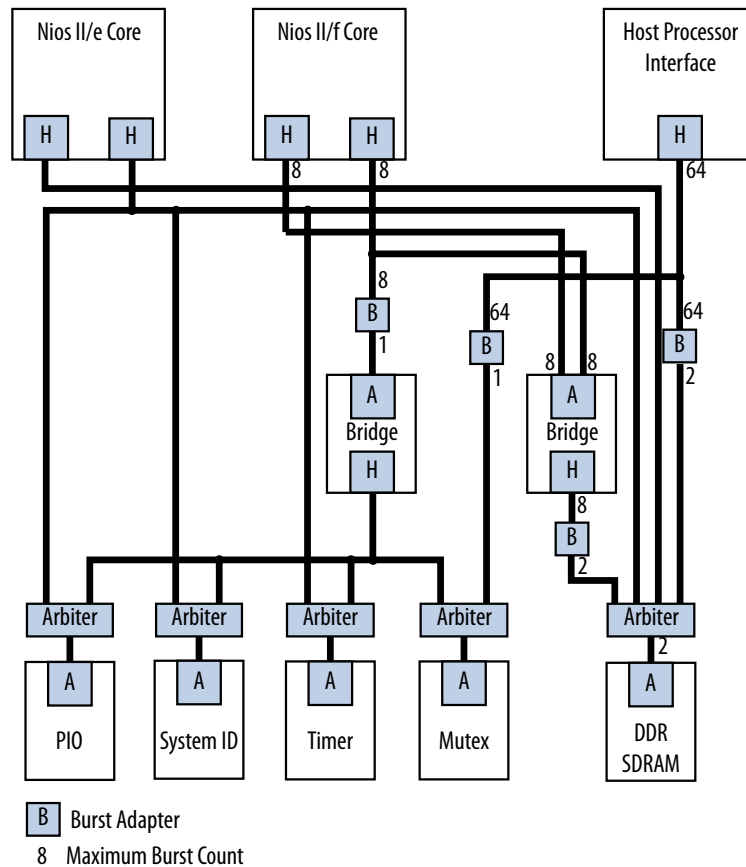 Nios II/e Core
Nios II/f Core
Host Processor
Interface
H
H
H
H
H
8
8
64
8
64
64
B
B
B
1
1
2
8
8
A
A
Bridge
Bridge
H
H
8
B
2
Arbiter
Arbiter
Arbiter
Arbiter
Arbiter
2
A
A
A
A
A
PIO
System ID
Timer
Mutex
DDR
SDRAM
B Burst Adapter
8 Maximum Burst Count